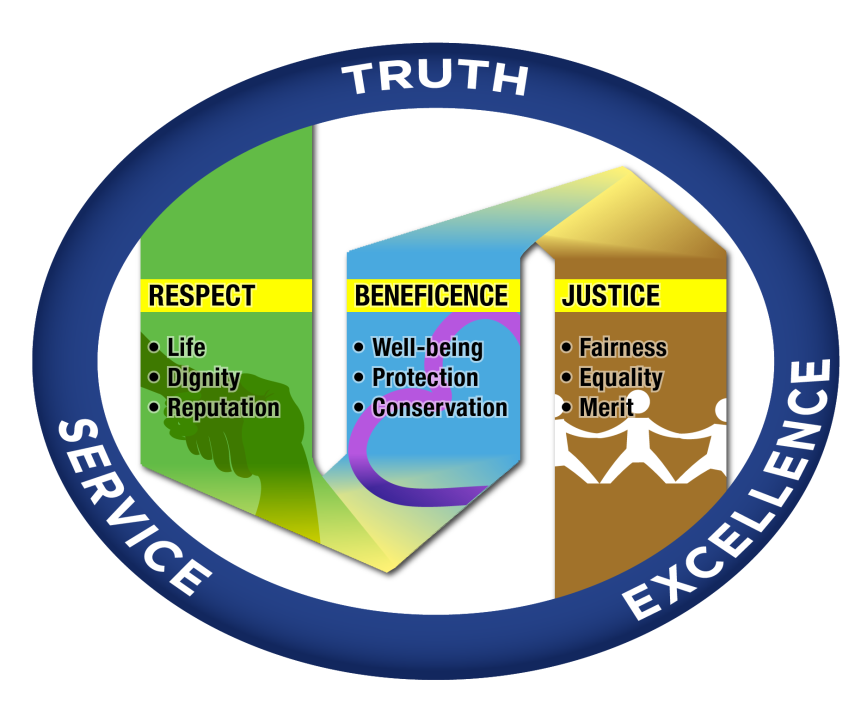 TRUTH
RESPECT
• Life
• Dignity
• Reputation
BENEFICENCE
• Well-being
• Protection
• Conservation
JUSTICE
• Fairness
• Equality
• Merit
SERVICE
EXCELLENCE